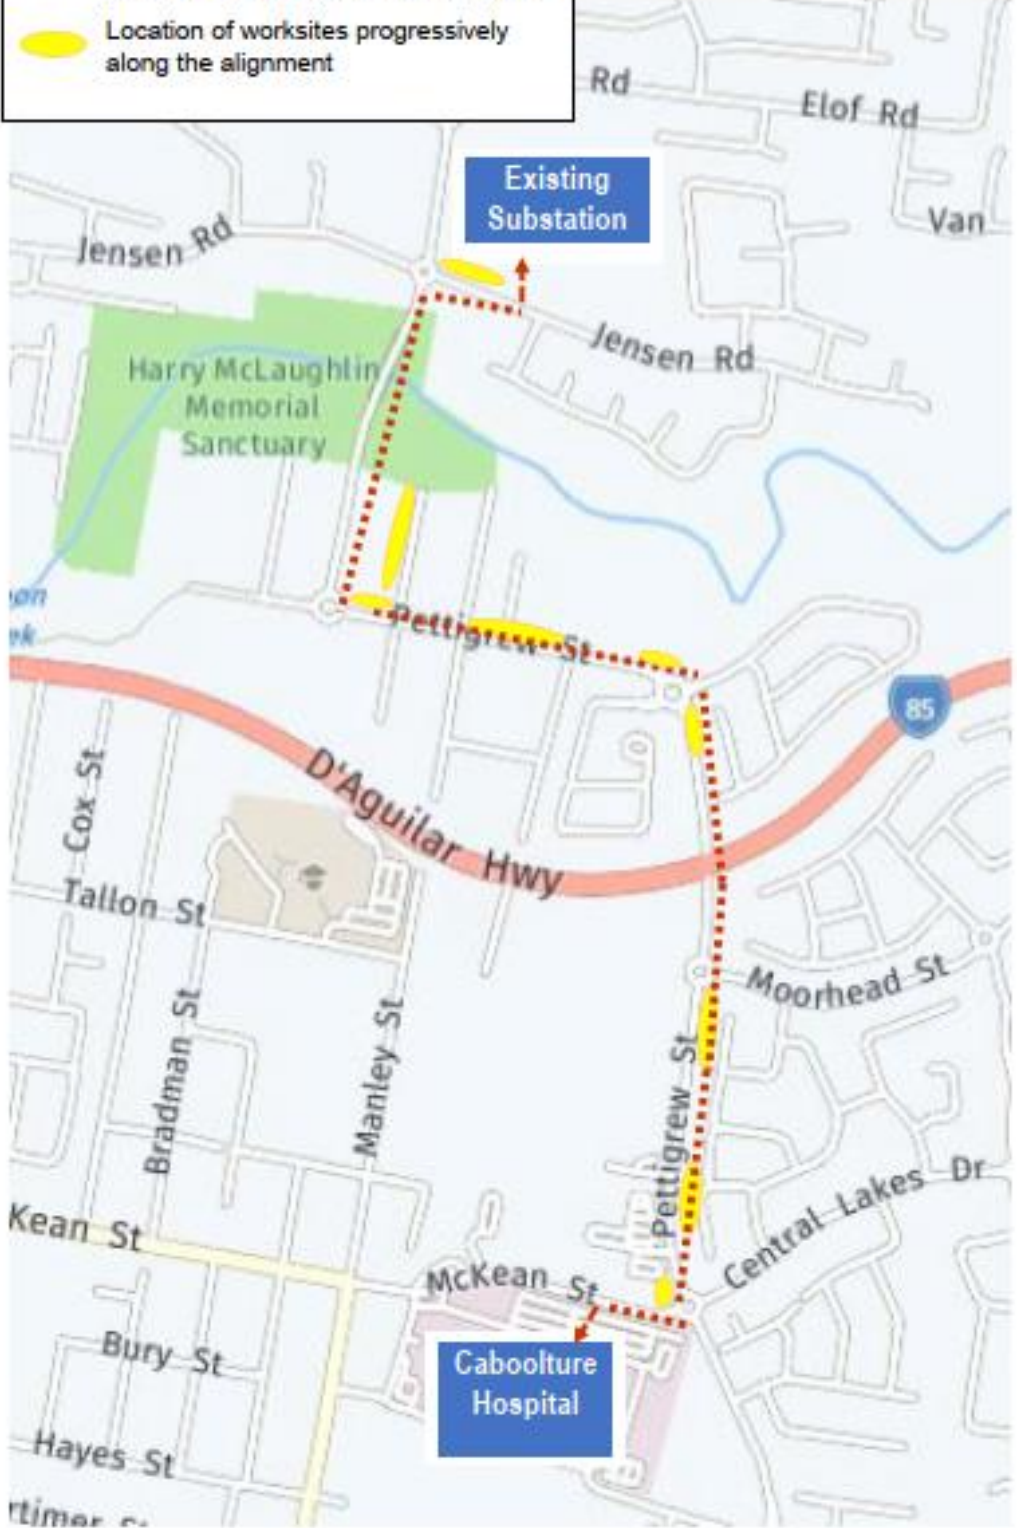 Location of worksites progressively
along the alignment
Rd
Elof Rd
Existing
Substation
Van
Jensen Rd
Jensen Rd
Harry McLaughlin
Memorial
Sanctuary
Pettigrew St
85
D'Aguilar Hwy
Cox St
Tallon St
Moorhead St
Bradman St
Manley St
Pettigrew St
Central Lakes Dr
Kean St
McKean St
Bury St
Caboolture
Hospital
Hayes St